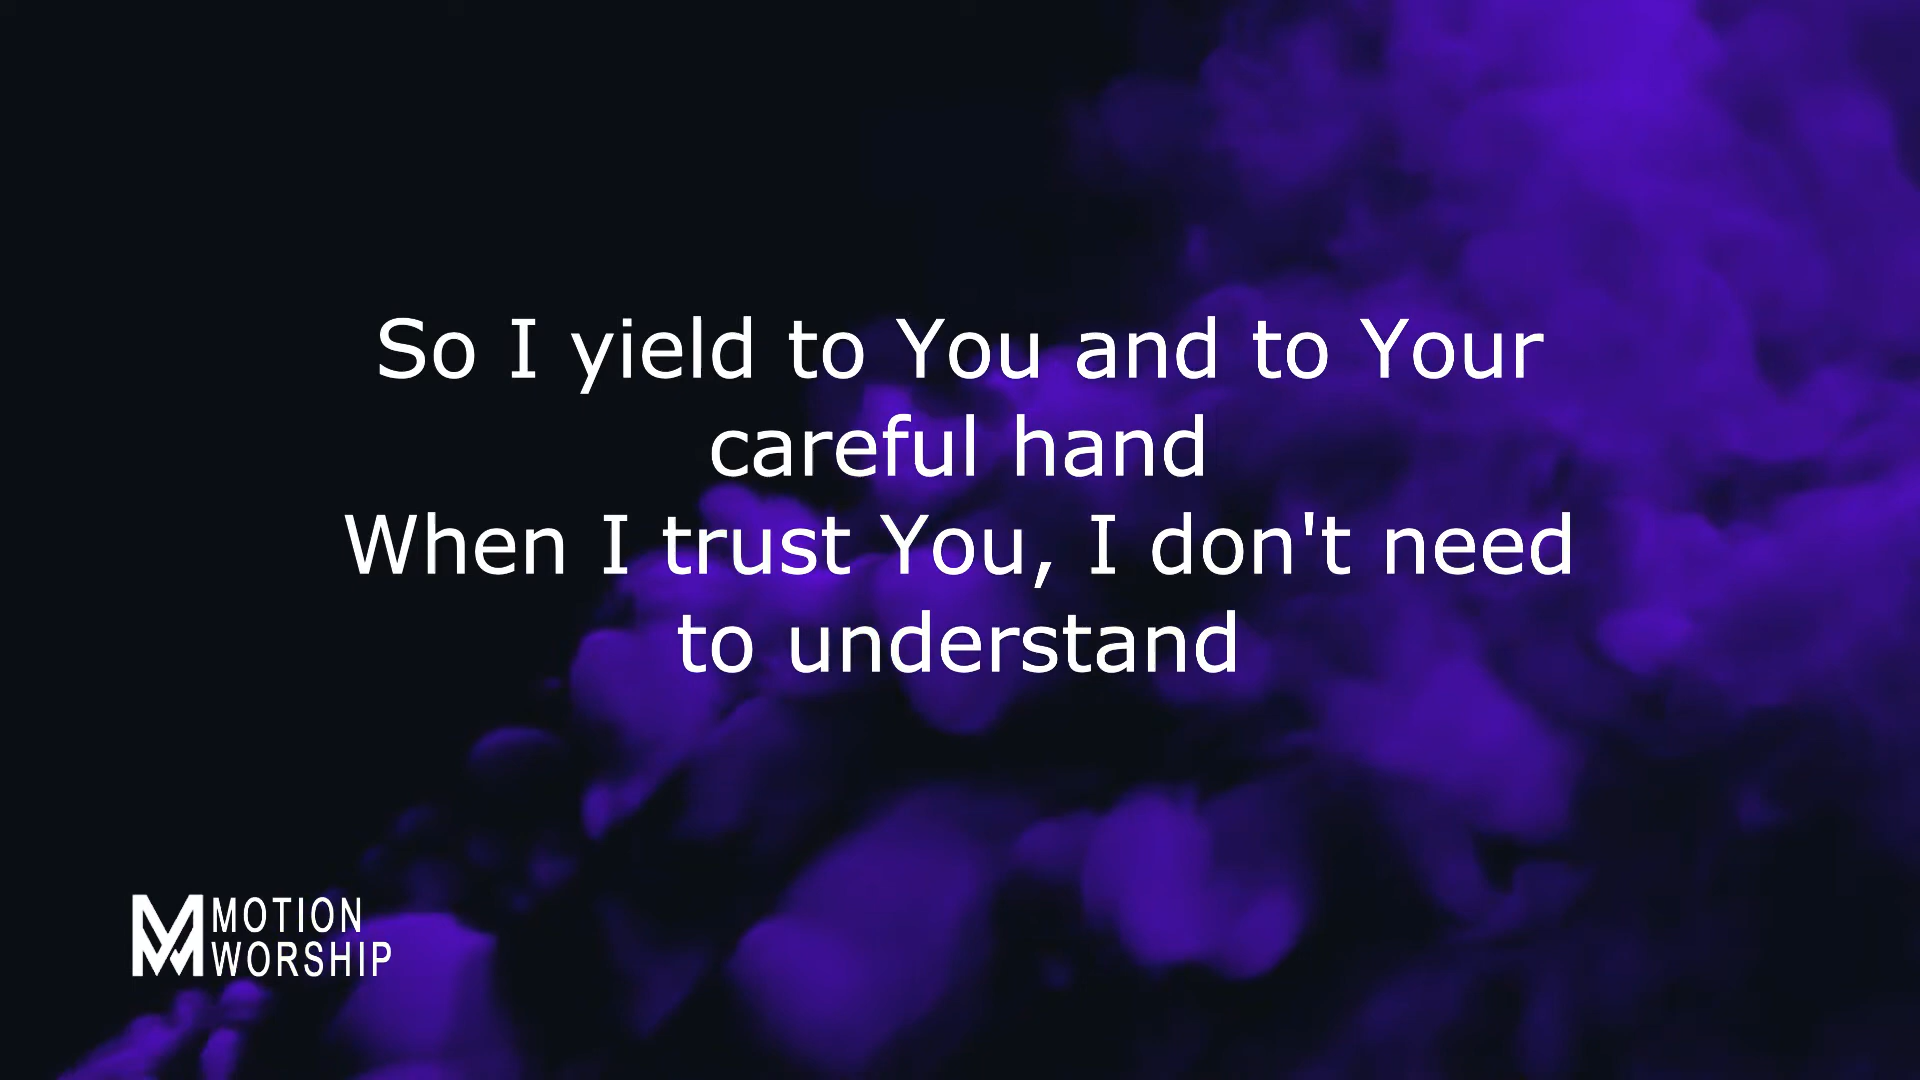 So I yield to You and to Your
careful hand
When I trust You, I don't need
to understand
MOTION
WORSHIP